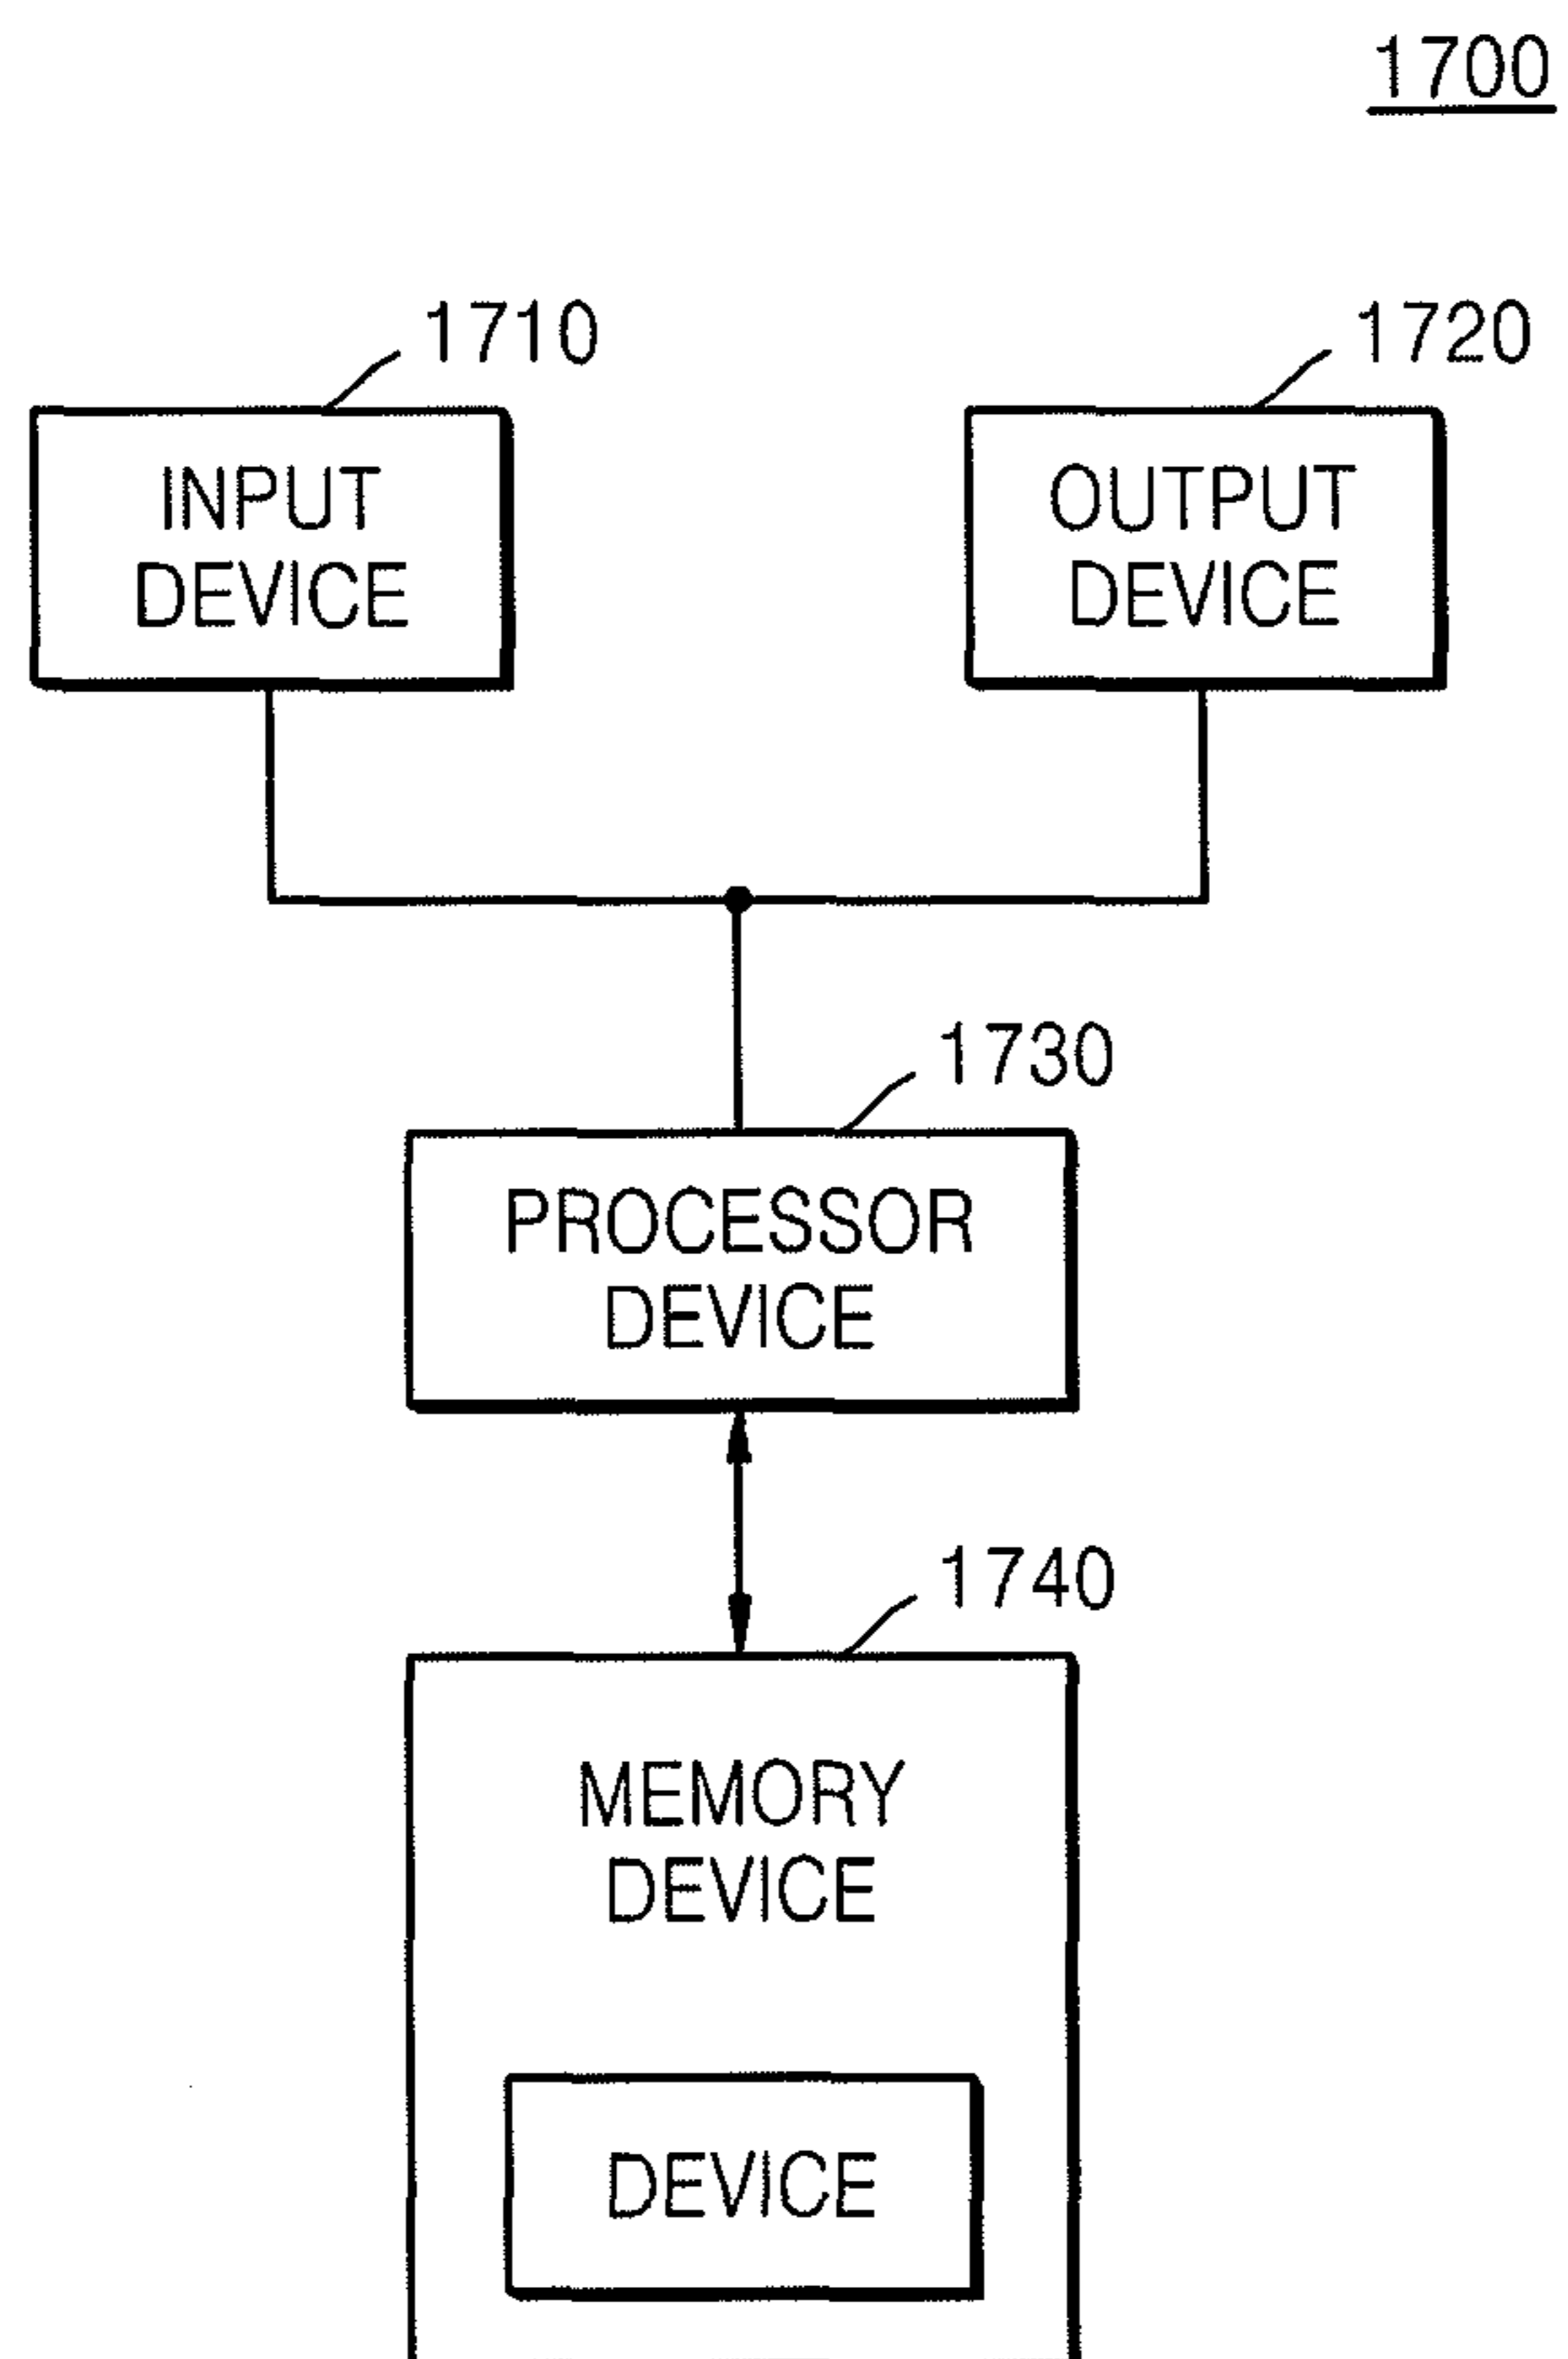 1700
1710
1720
INPUT
DEVICE
OUTPUT
DEVICE
1730
PROCESSOR
DEVICE
1740
MEMORY
DEVICE
DEVICE